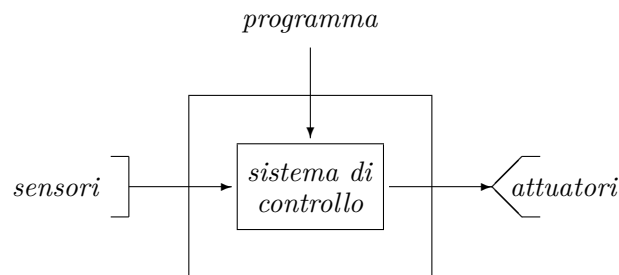 programma
sensori
sistema di
controllo
attuatori